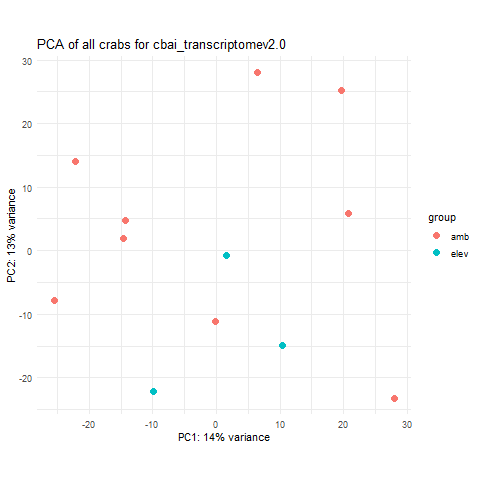 PCA of all crabs for cbai_transcriptomev2.0
30
20
10
0
-10
-20
PC2: 13% variance
-20
-10
0
10
20
30
PC1: 14% variance
group
amb
elev